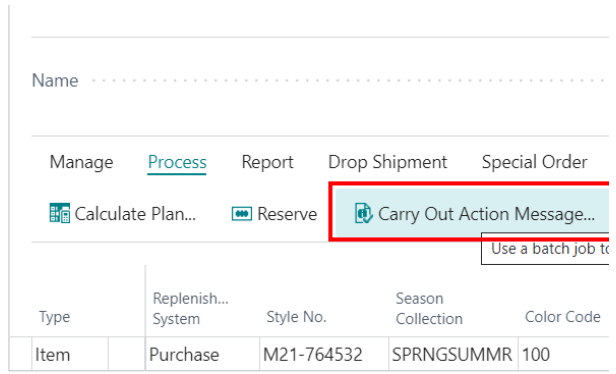 Name
Manage Process Report Drop Shipment Special Order
Calculate Plan... Reserve Carry Out Action Message...
Use a batch job to
Type Replenish... System Style No. Season Collection Color Code
Item Purchase M21-764532 SPRNGSUMMR 100